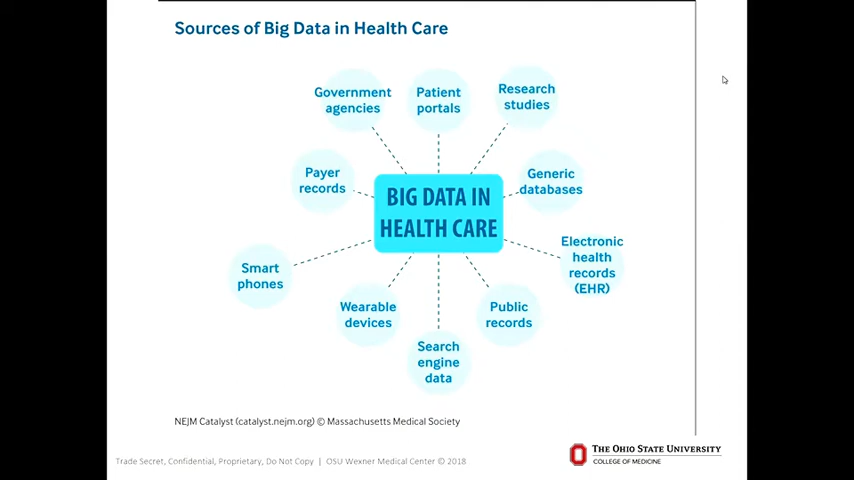 Sources of Big Data in Health Care
Government
agencies
Patient
portals
Research
studies
Payer
records
Generic
databases
BIG DATA IN
HEALTH CARE
Electronic
health
records
(EHR)
Smart
phones
Wearable
devices
Public
records
Search
engine
data
NEJM Catalyst (catalyst.nejm.org) © Massachusetts Medical Society
THE OHIO STATE UNIVERSITY
COLLEGE OF MEDICINE
Trade Secret, Confidential, Proprietary, Do Not Copy | OSU Wexner Medical Center © 2018